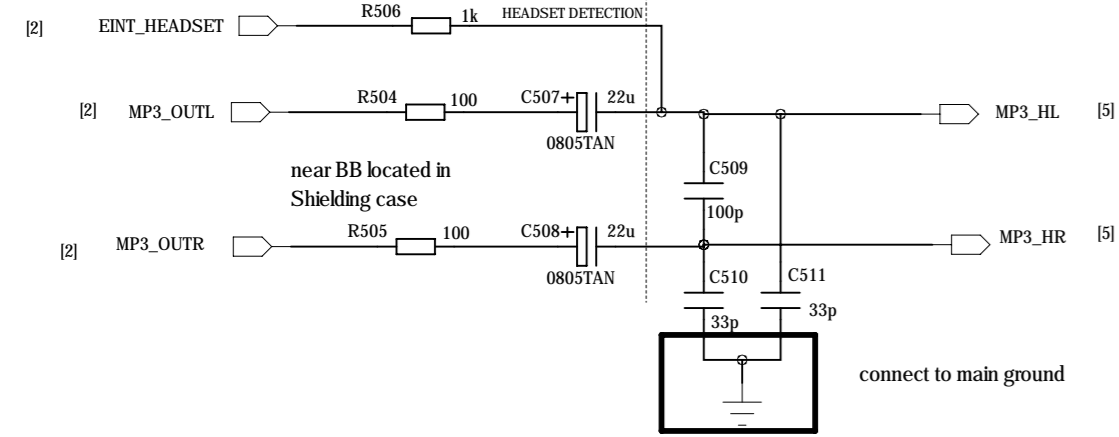 R506 1k HEADSET DETECTION
[2] EINT_HEADSET
R504 100 C507+ 22u
[2] MP3_OUTL MP3_HL [5]
0805TAN
near BB located in
Shielding case
C509
100p
R505 100 C508+ 22u
[2] MP3_OUTR MP3_HR [5]
0805TAN
C510 C511
33p 33p
connect to main ground